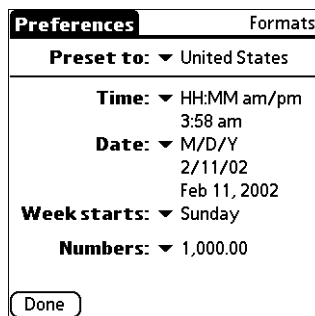 Preferences Formats
Preset to: United States
Time: HH:MM am/pm
3:58 am
Date: M/D/Y
2/11/02
Feb 11, 2002
Week starts: Sunday
Numbers: 1,000.00
Done